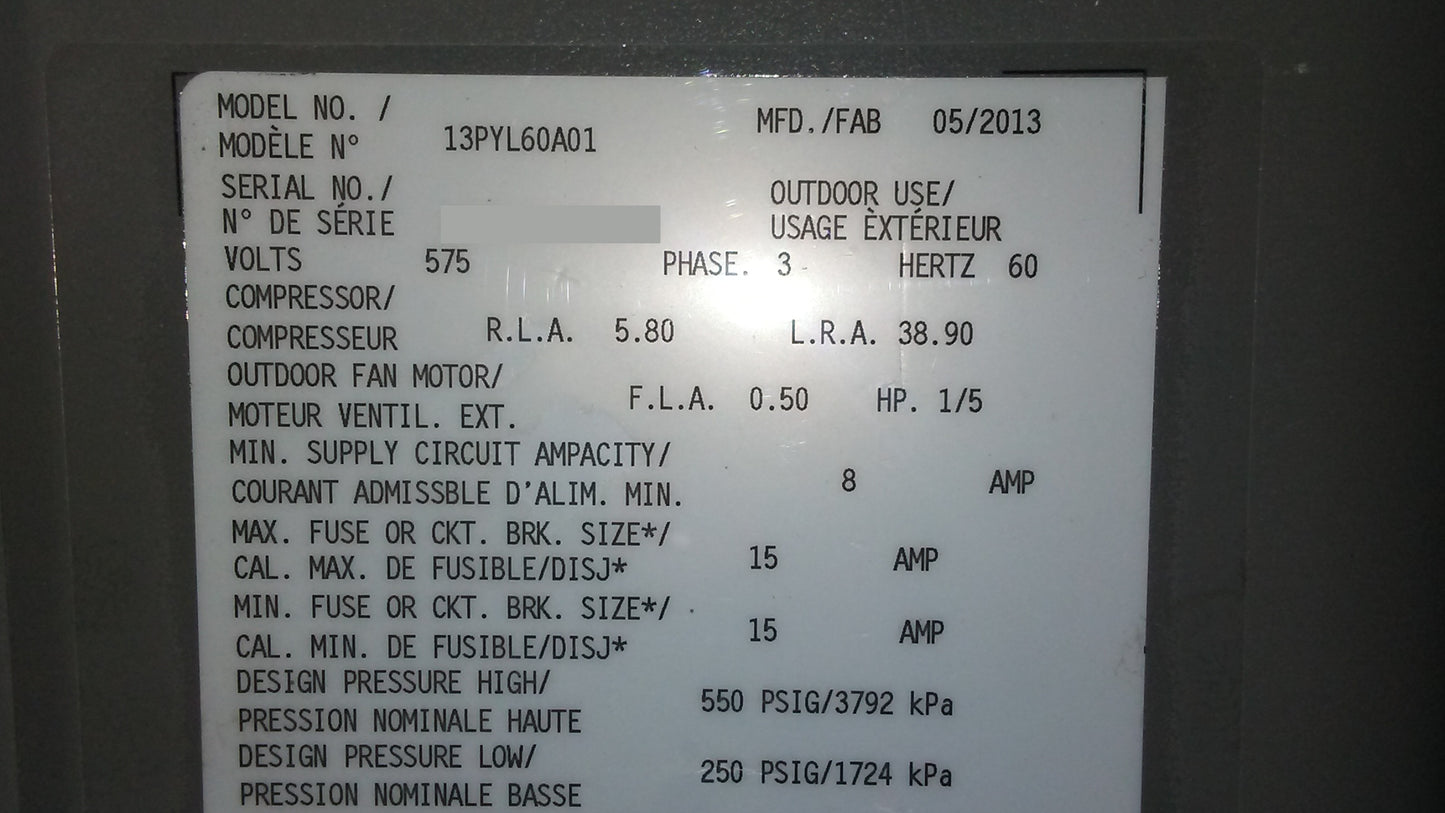 MODEL NO. / MFD./FAB 05/2013
MODÈLE N° 13PYL60A01
SERIAL NO./ OUTDOOR USE/
N° DE SÉRIE USAGE ÈXTÉRIEUR
VOLTS 575 PHASE. 3 HERTZ 60
COMPRESSOR/
COMPRESSEUR R.L.A. 5.80 L.R.A. 38.90
OUTDOOR FAN MOTOR/
MOTEUR VENTIL. EXT. F.L.A. 0.50 HP. 1/5
MIN. SUPPLY CIRCUIT AMPACITY/
COURANT ADMISSBLE D'ALIM. MIN. 8 AMP
MAX. FUSE OR CKT. BRK. SIZE*/
CAL. MAX. DE FUSIBLE/DISJ* 15 AMP
MIN. FUSE OR CKT. BRK. SIZE*/
CAL. MIN. DE FUSIBLE/DISJ* 15 AMP
DESIGN PRESSURE HIGH/
PRESSION NOMINALE HAUTE 550 PSIG/3792 kPa
DESIGN PRESSURE LOW/
PRESSION NOMINALE BASSE 250 PSIG/1724 kPa